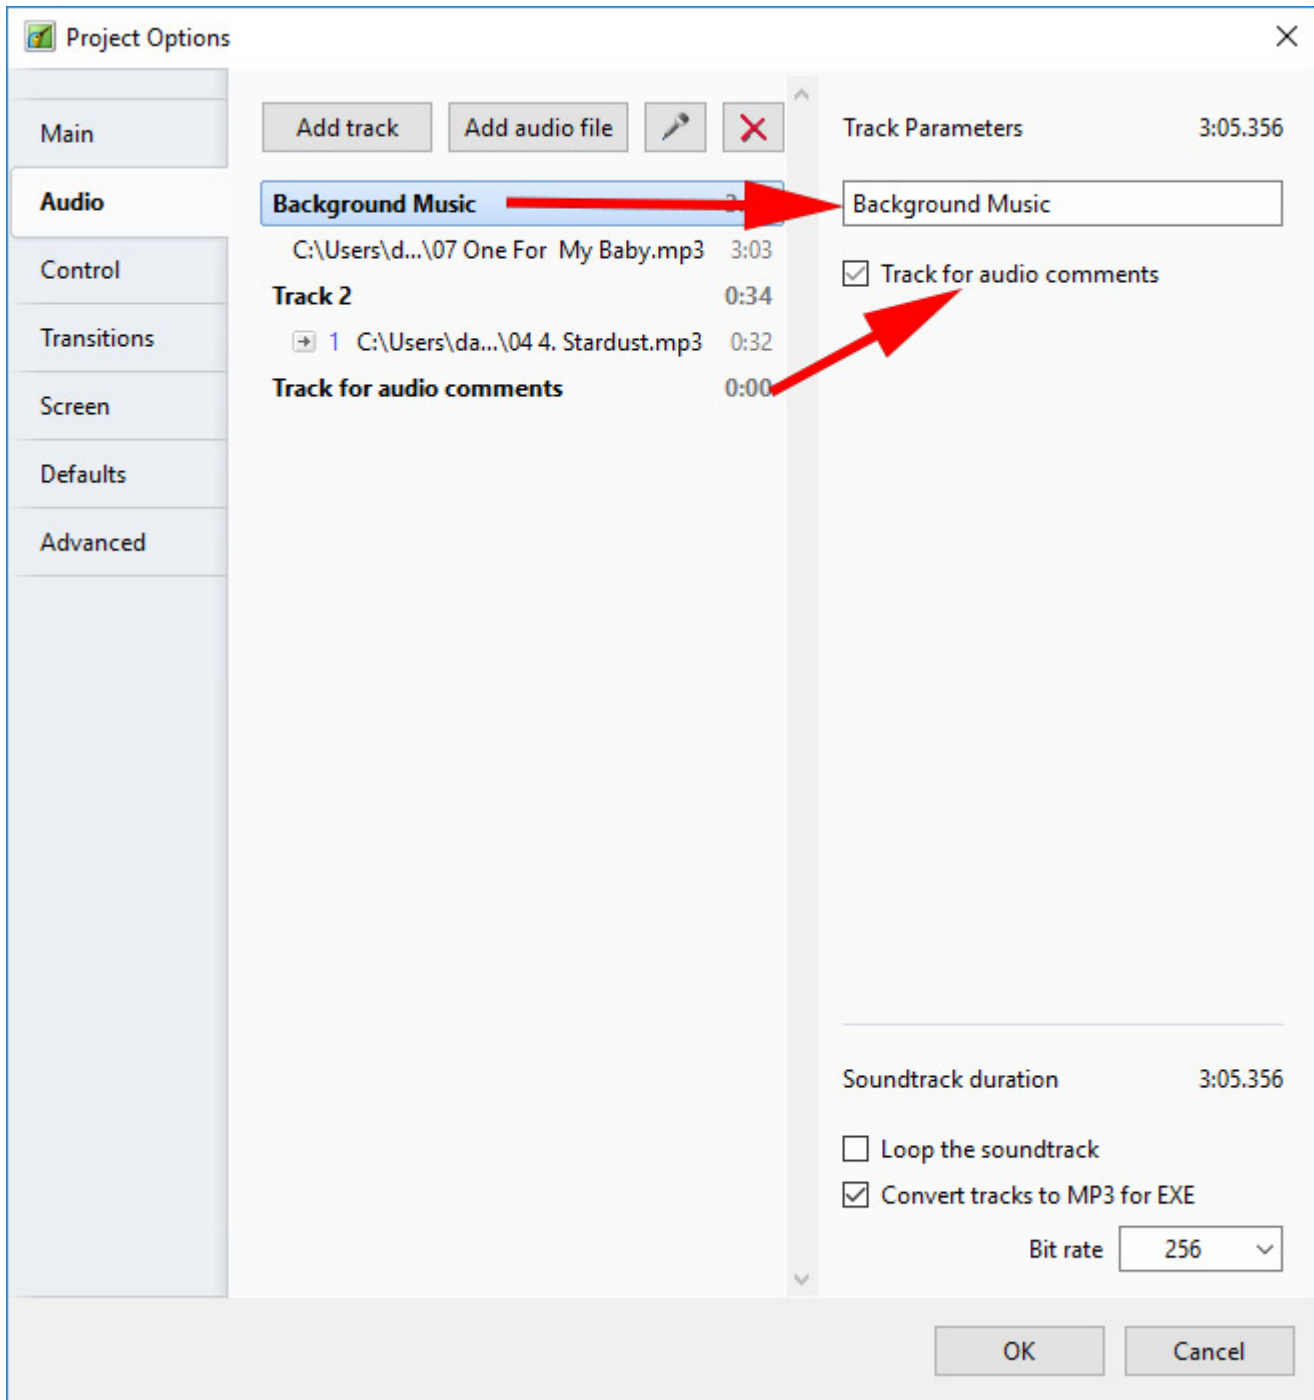 Project Options
Main
Audio
Control
Transitions
Screen
Defaults
Advanced
Add track
Add audio file
Background Music
C:\Users\d...\07 One For  My Baby.mp3 3:03
Track 2 0:34
1 C:\Users\da...\04 4. Stardust.mp3 0:32
Track for audio comments 0:00
Track Parameters 3:05.356
Background Music
Track for audio comments
Soundtrack duration 3:05.356
Loop the soundtrack
Convert tracks to MP3 for EXE
Bit rate 256
OK Cancel